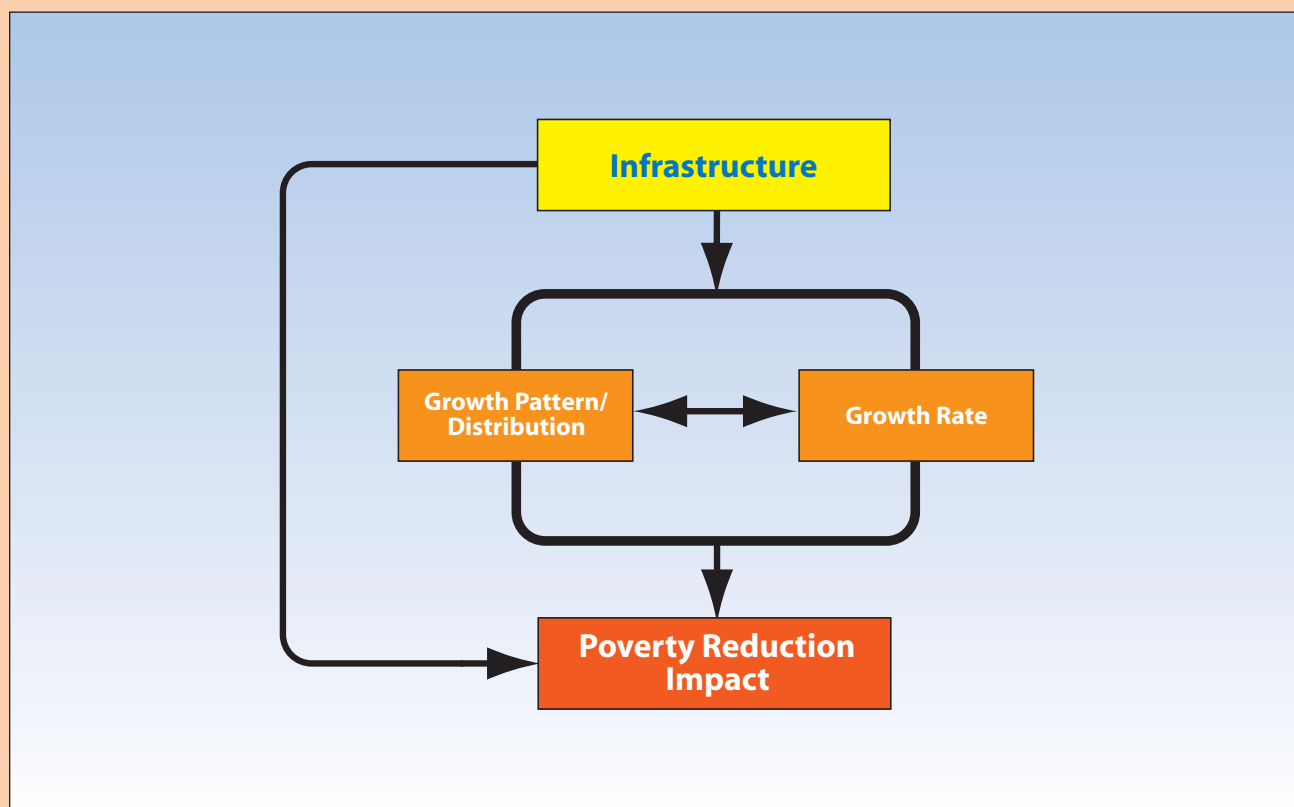 Infrastructure
Growth Pattern/
Distribution
Growth Rate
Poverty Reduction
Impact